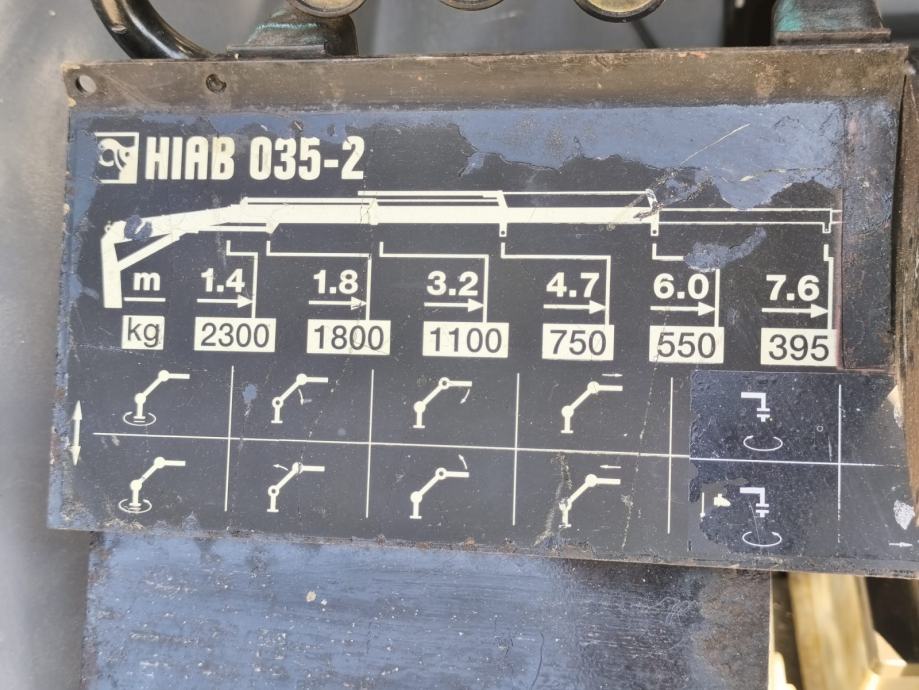 HIAB 035-2
m 1.4 1.8 3.2 4.7 6.0 7.6
kg 2300 1800 1100 750 550 395